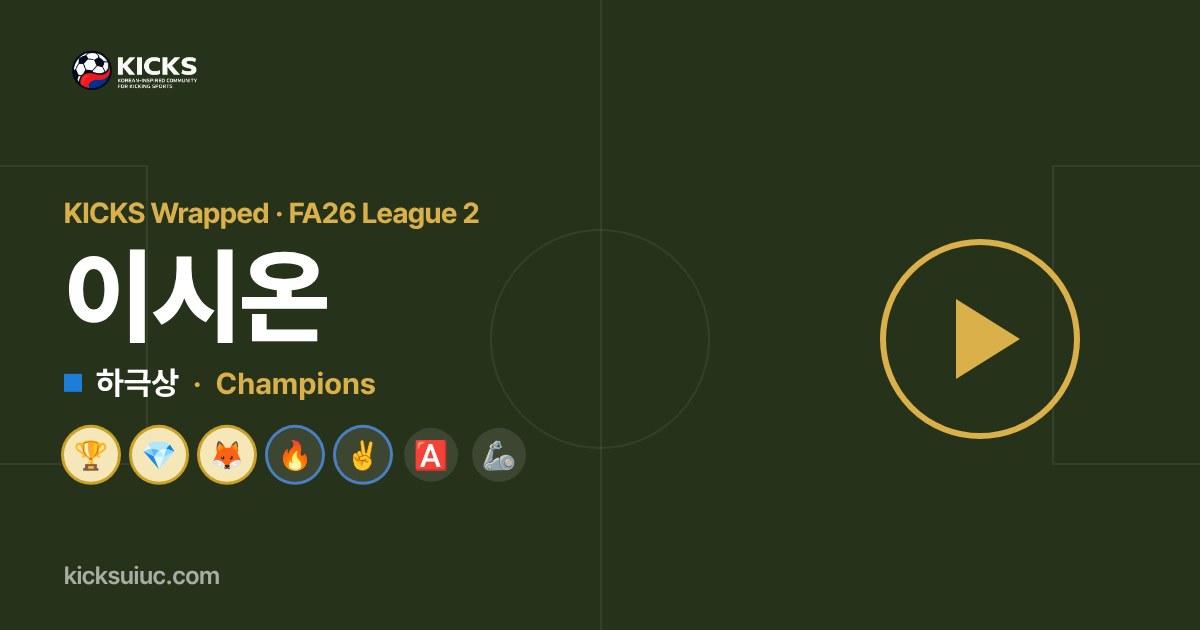 KICKS
KOREAN-INSPIRED COMMUNITY
FOR KICKING SPORTS
KICKS Wrapped · FA26 League 2
이시온
하극상 · Champions
🏆 💎 🦊 🔥 ✌️ 🅰️ 🦾
kicksuiuc.com